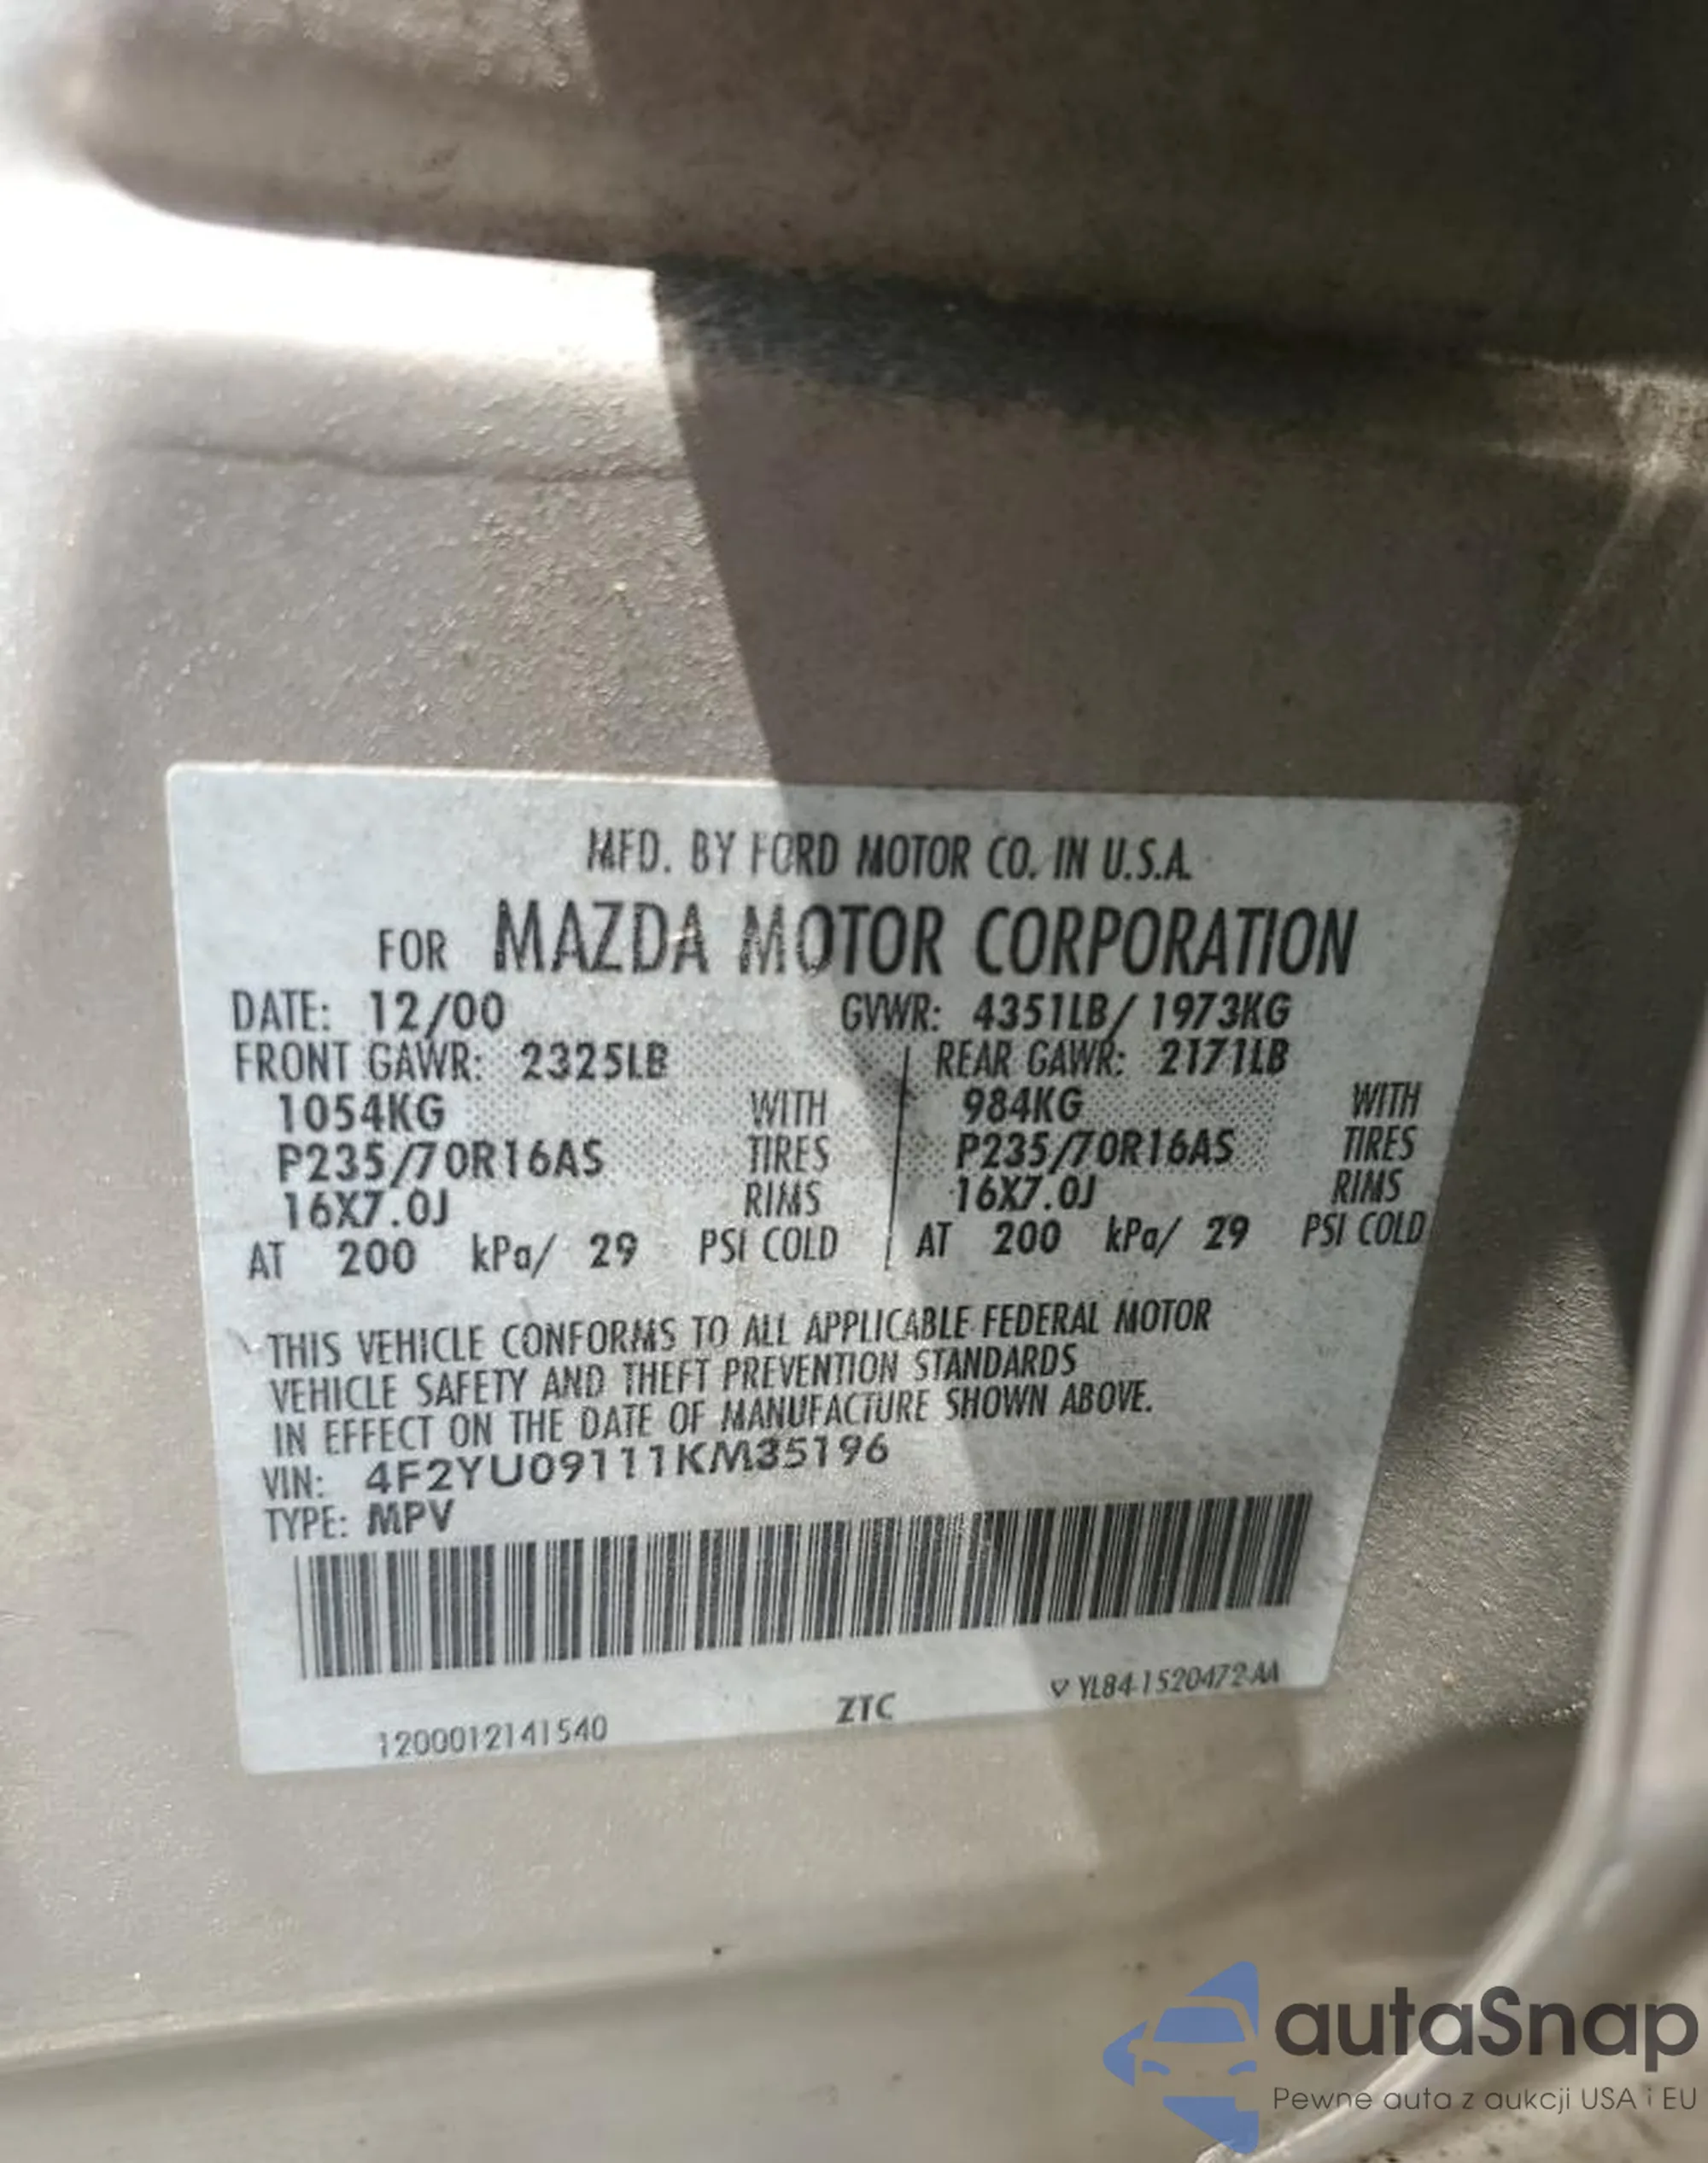 MFD. BY FORD MOTOR CO. IN U.S.A.
FOR MAZDA MOTOR CORPORATION
DATE: 12/00 GVWR: 4351LB/ 1973KG
FRONT GAWR: 2325LB REAR GAWR: 2171LB
1054KG WITH 984KG WITH
P235/70R16AS TIRES P235/70R16AS TIRES
16X7.0J RIMS 16X7.0J RIMS
AT 200 kPa/ 29 PSI COLD AT 200 kPa/ 29 PSI COLD
THIS VEHICLE CONFORMS TO ALL APPLICABLE FEDERAL MOTOR
VEHICLE SAFETY AND THEFT PREVENTION STANDARDS
IN EFFECT ON THE DATE OF MANUFACTURE SHOWN ABOVE.
VIN: 4F2YU09111KM35196
TYPE: MPV
1200012141540 ZTC YL84-1520472-AA
autaSnap
Pewne auta z aukcji USA i EU